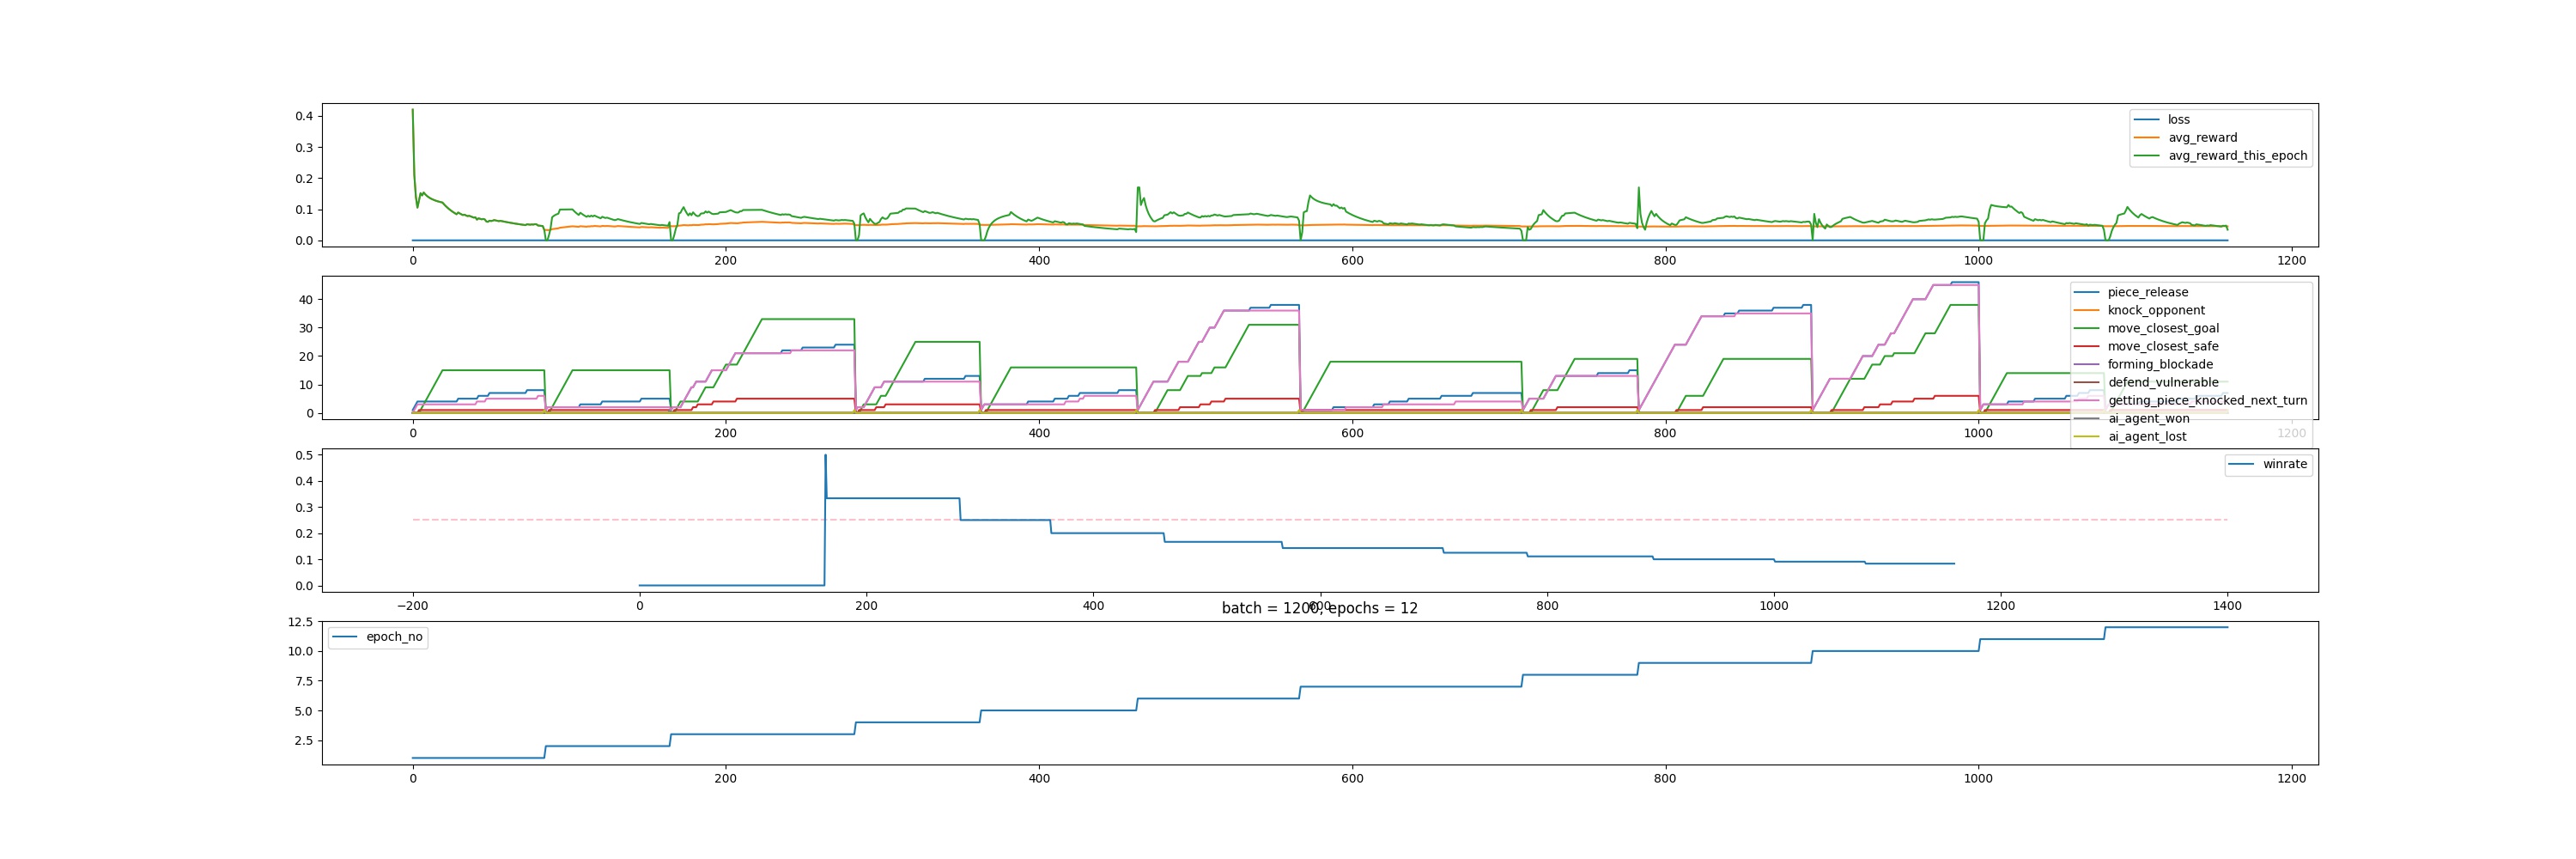 0.4
0.3
0.2
0.1
0.0
loss
avg_reward
avg_reward_this_epoch
0 200 400 600 800 1000 1200
40
30
20
10
0
piece_release
knock_opponent
move_closest_goal
move_closest_safe
forming_blockade
defend_vulnerable
getting_piece_knocked_next_turn
ai_agent_won
ai_agent_lost
0 200 400 600 800 1000 1200
0.5
0.4
0.3
0.2
0.1
0.0
winrate
−200 0 200 400 600 800 1000 1200 1400
batch = 1200, epochs = 12
12.5
10.0
7.5
5.0
2.5
epoch_no
0 200 400 600 800 1000 1200